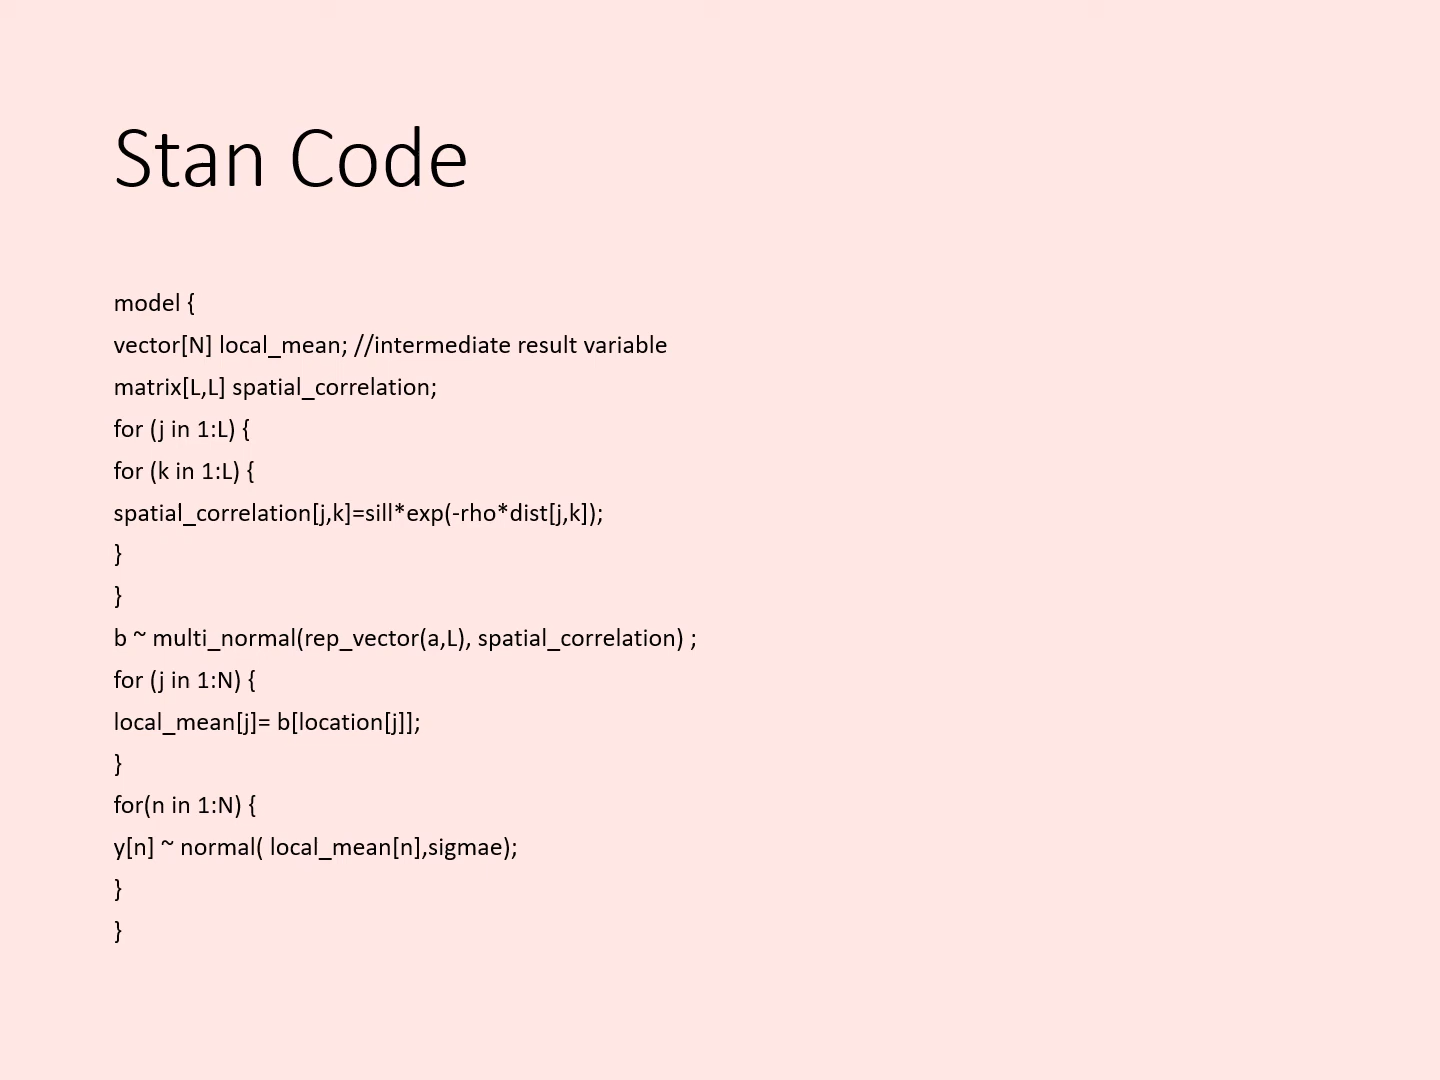 Stan Code
model {
vector[N] local_mean; //intermediate result variable
matrix[L,L] spatial_correlation;
for (j in 1:L) {
for (k in 1:L) {
spatial_correlation[j,k]=sill*exp(-rho*dist[j,k]);
}
}
b ~ multi_normal(rep_vector(a,L), spatial_correlation) ;
for (j in 1:N) {
local_mean[j]= b[location[j]];
}
for(n in 1:N) {
y[n] ~ normal( local_mean[n],sigmae);
}
}